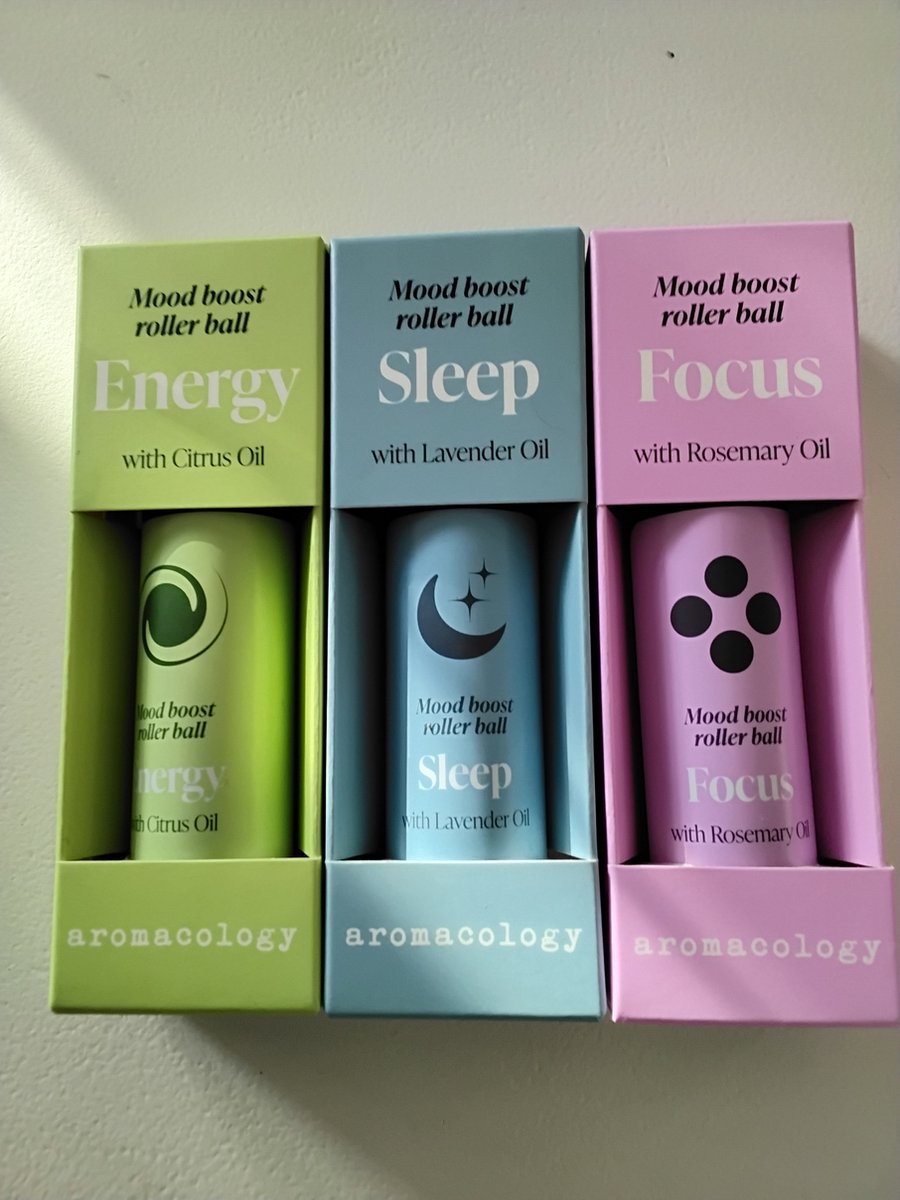 Mood boost
roller ball
Energy
with Citrus Oil
Mood boost
roller ball
nergy
with Citrus Oil
aromacology
Mood boost
roller ball
Sleep
with Lavender Oil
Mood boost
roller ball
Sleep
with Lavender Oil
aromacology
Mood boost
roller ball
Focus
with Rosemary Oil
Mood boost
roller ball
Focus
with Rosemary Oil
aromacology